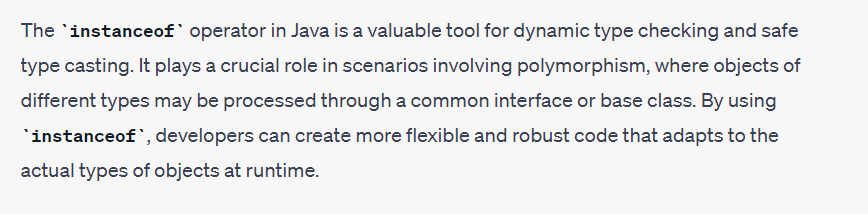 The `instanceof` operator in Java is a valuable tool for dynamic type checking and safe
type casting. It plays a crucial role in scenarios involving polymorphism, where objects of
different types may be processed through a common interface or base class. By using
`instanceof`, developers can create more flexible and robust code that adapts to the
actual types of objects at runtime.